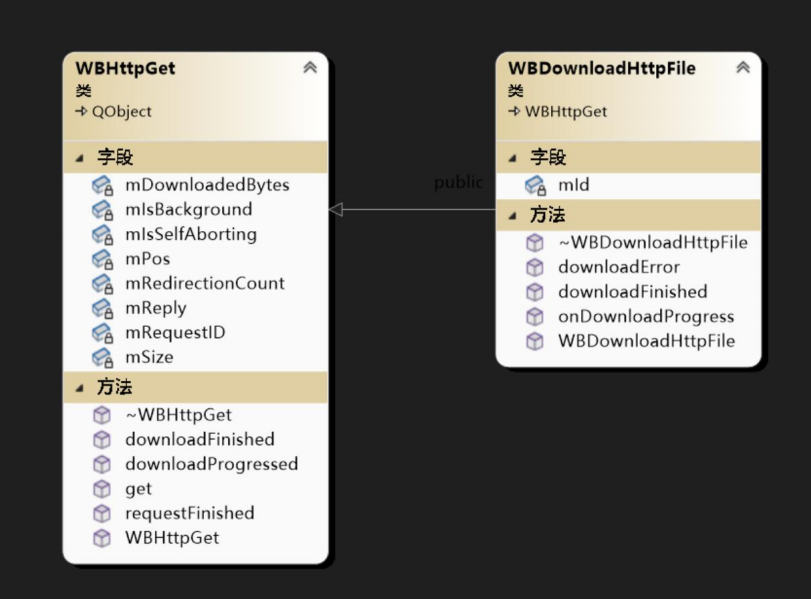 WBHttpGet
类
QObject
字段
mDownloadedBytes
mIsBackground
mIsSelfAborting
mPos
mRedirectionCount
mReply
mRequestID
mSize
方法
~WBHttpGet
downloadFinished
downloadProgressed
get
requestFinished
WBHttpGet
public
WBDownloadHttpFile
类
WBHttpGet
字段
mId
方法
~WBDownloadHttpFile
downloadError
downloadFinished
onDownloadProgress
WBDownloadHttpFile